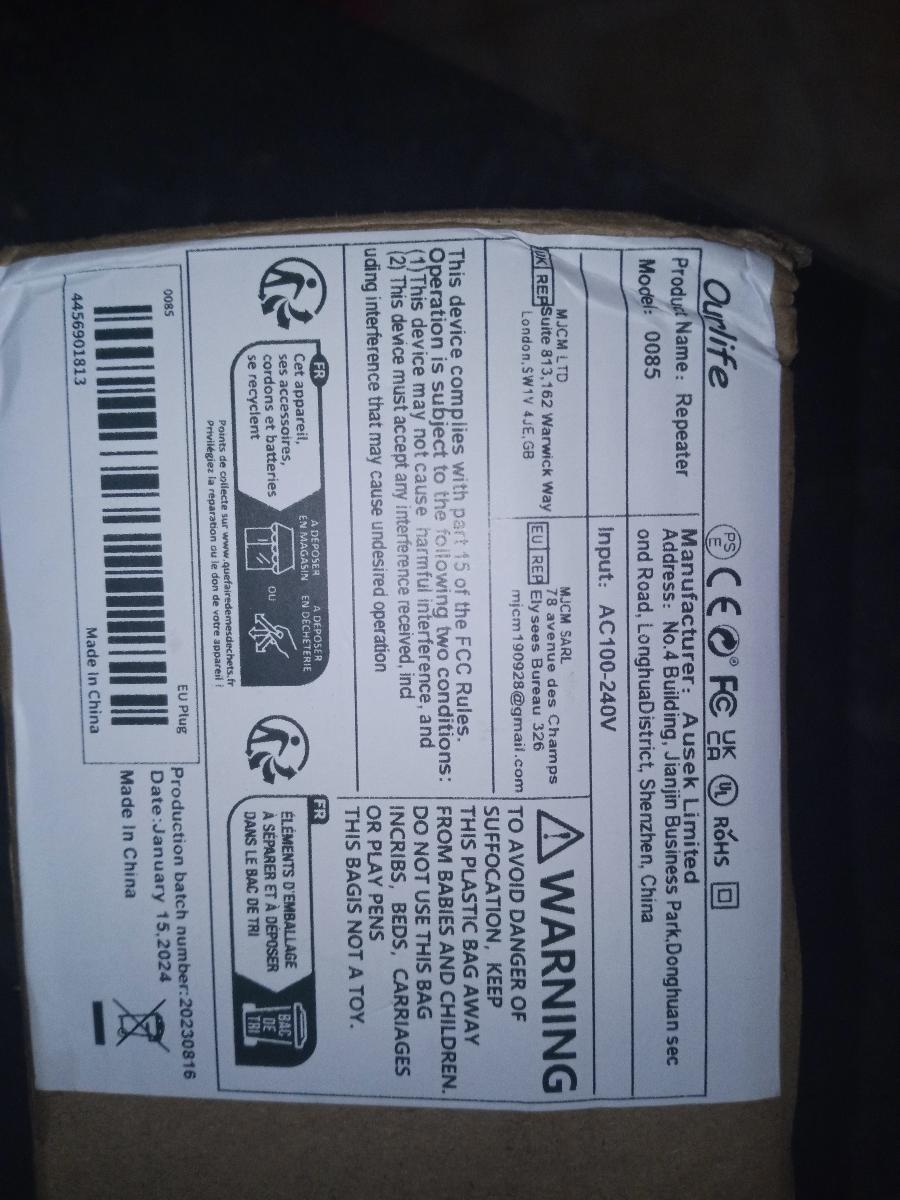 Ourlife
PS E CE ® FC UK CA UL RoHS
Product Name: Repeater
Model: 0085
Manufacturer: Ausek Limited
Address: No.4 Building, Jianjin Business Park,Donghuan sec
ond Road, LonghuaDistrict, Shenzhen, China
Input: AC100-240V
UK REP
MJCM LTD
Suite 813,162 Warwick Way
London,SW1V 4JE,GB
EU REP
MJCM SARL
78 avenue des Champs
Elysees Bureau 326
mjcm190928@gmail.com
This device complies with part 15 of the FCC Rules.
Operation is subject to the following two conditions:
(1)This device may not cause harmful interference, and
(2) This device must accept any interference received, incl
uding interference that may cause undesired operation
WARNING
TO AVOID DANGER OF
SUFFOCATION, KEEP
THIS PLASTIC BAG AWAY
FROM BABIES AND CHILDREN.
DO NOT USE THIS BAG
INCRIBS, BEDS, CARRIAGES
OR PLAY PENS
THIS BAGIS NOT A TOY.
FR
Cet appareil,
ses accessoires,
cordons et batteries
se recyclent
À DÉPOSER
EN MAGASIN
OU
À DÉPOSER
EN DÉCHÈTERIE
Points de collecte sur www.quefairedemesdechets.fr
Privilégiez la réparation ou le don de votre appareil !
FR
ÉLÉMENTS D'EMBALLAGE
À SÉPARER ET À DÉPOSER
DANS LE BAC DE TRI
BAC
DE
TRI
0085
EU Plug
4456901813
Made In China
Production batch number:20230816
Date:January 15,2024
Made In China